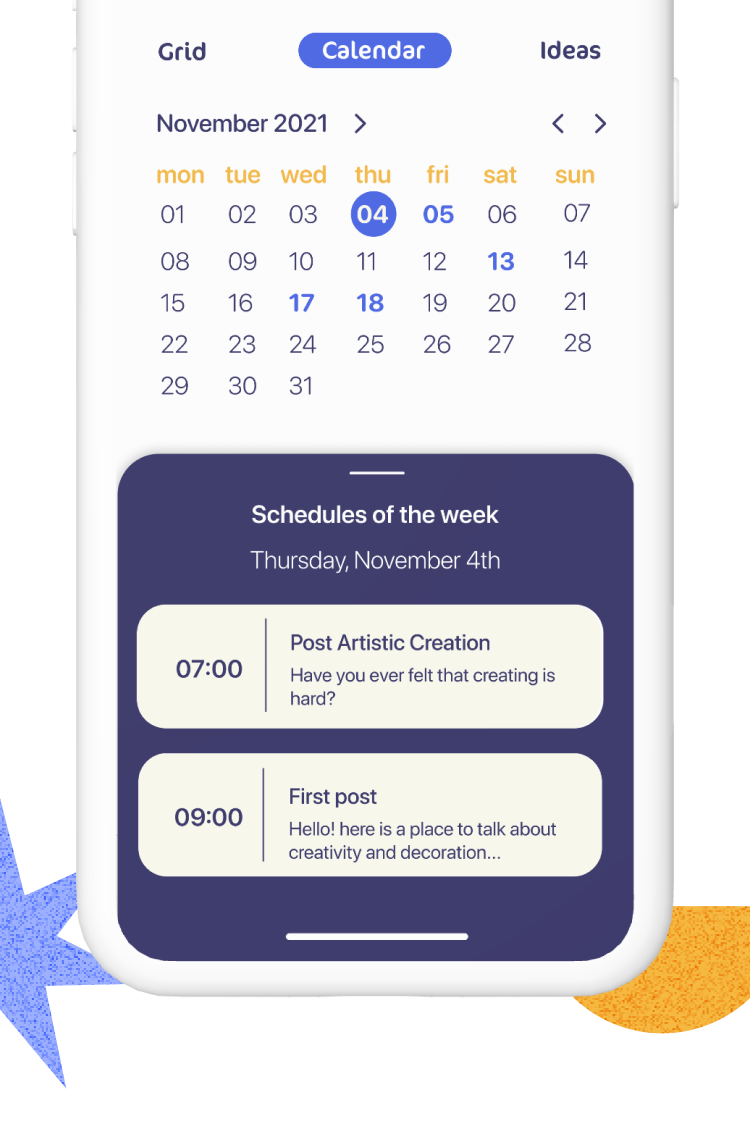 Grid Calendar Ideas
November 2021
mon tue wed thu fri sat sun
01 02 03 04 05 06 07
08 09 10 11 12 13 14
15 16 17 18 19 20 21
22 23 24 25 26 27 28
29 30 31
Schedules of the week
Thursday, November 4th
07:00
Post Artistic Creation
Have you ever felt that creating is
hard?
09:00
First post
Hello! here is a place to talk about
creativity and decoration...